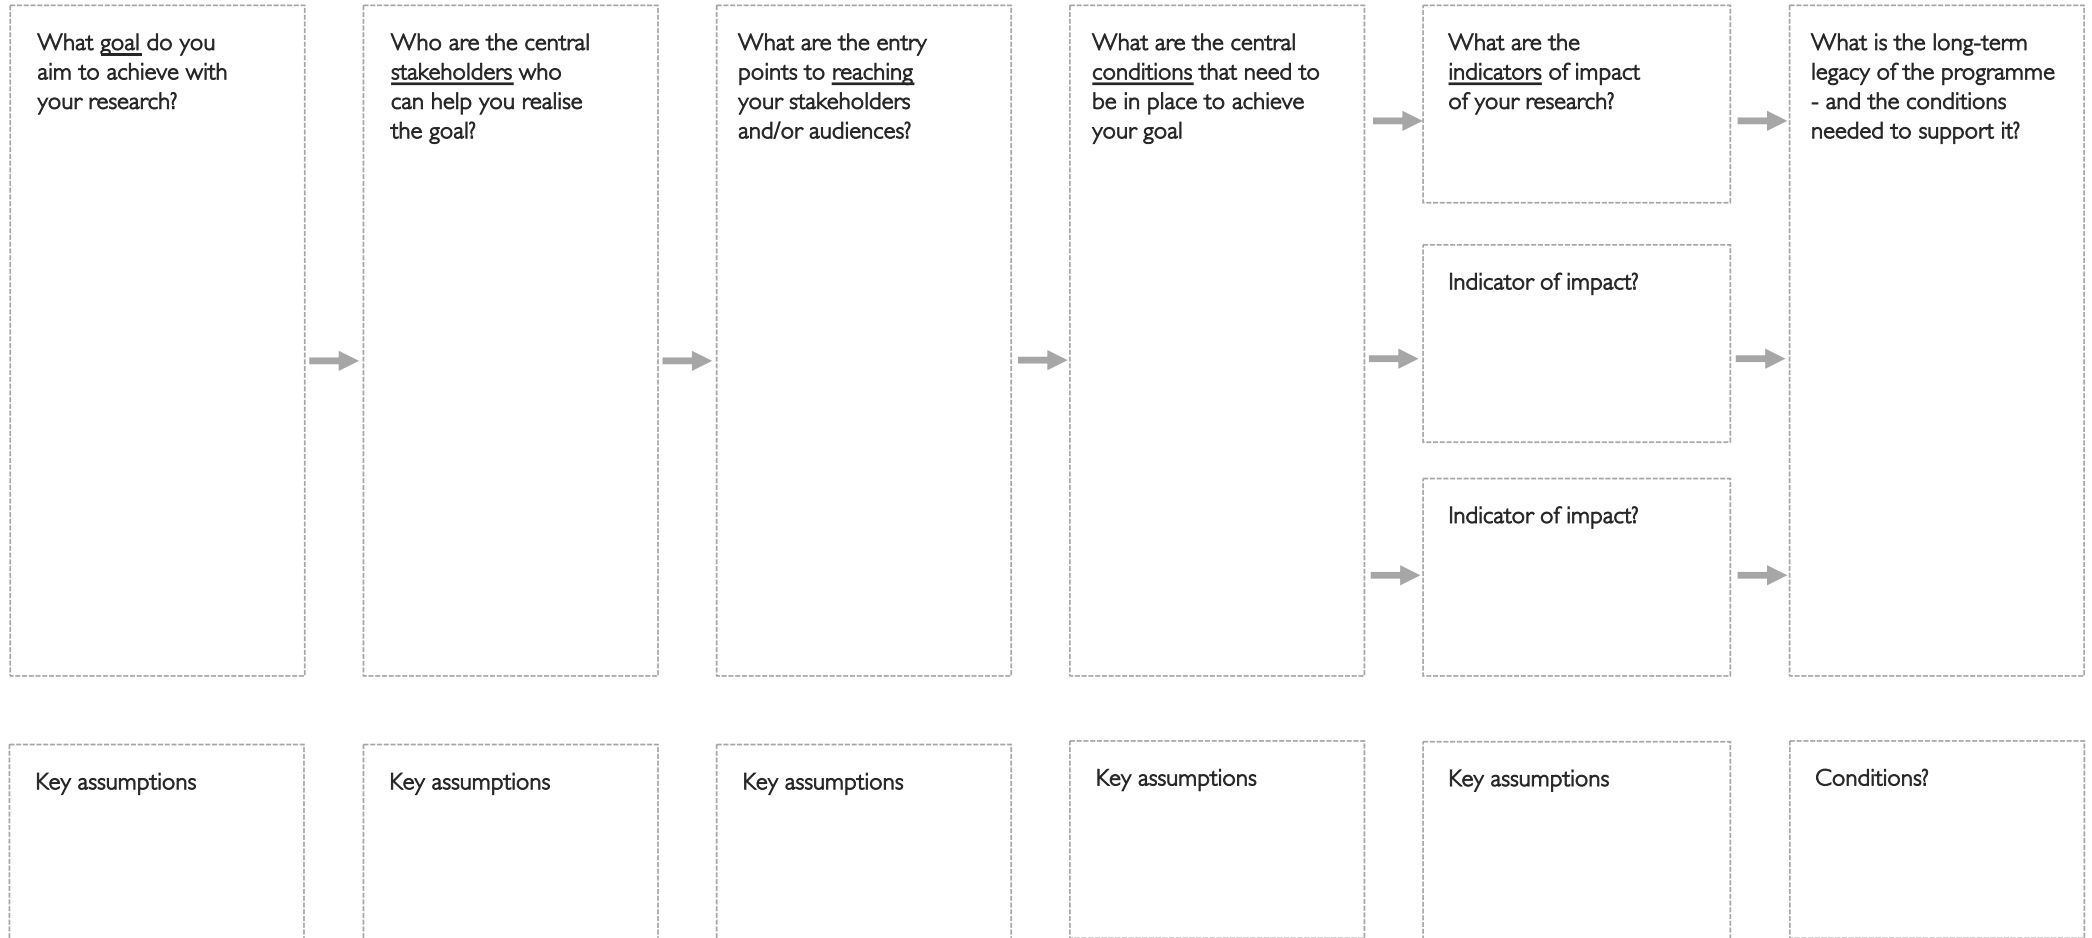 What goal do you
aim to achieve with
your research?
Who are the central
stakeholders who
can help you realise
the goal?
What are the entry
points to reaching
your stakeholders
and/or audiences?
What are the central
conditions that need to
be in place to achieve
your goal
What are the
indicators of impact
of your research?
Indicator of impact?
Indicator of impact?
What is the long-term
legacy of the programme
- and the conditions
needed to support it?
Key assumptions
Key assumptions
Key assumptions
Key assumptions
Key assumptions
Conditions?